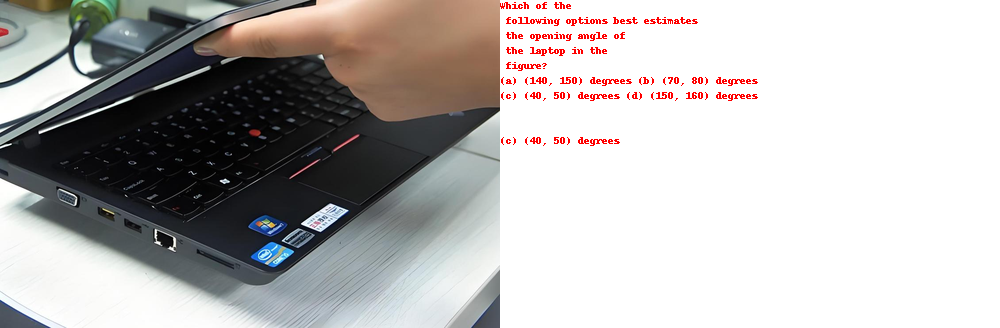 Which of the
following options best estimates
the opening angle of
the laptop in the
figure?
(a) (140, 150) degrees (b) (70, 80) degrees
(c) (40, 50) degrees (d) (150, 160) degrees
(c) (40, 50) degrees